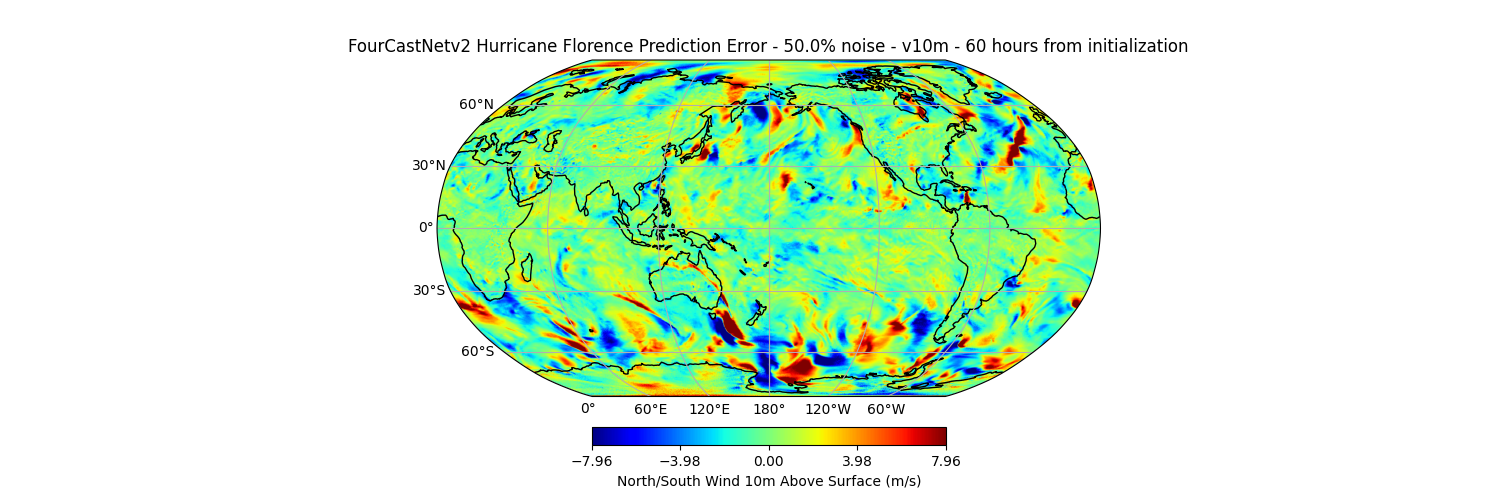 FourCastNetv2 Hurricane Florence Prediction Error - 50.0% noise - v10m - 60 hours from initialization
60°N
30°N
0°
30°S
60°S
0° 60°E 120°E 180° 120°W 60°W
−7.96 −3.98 0.00 3.98 7.96
North/South Wind 10m Above Surface (m/s)